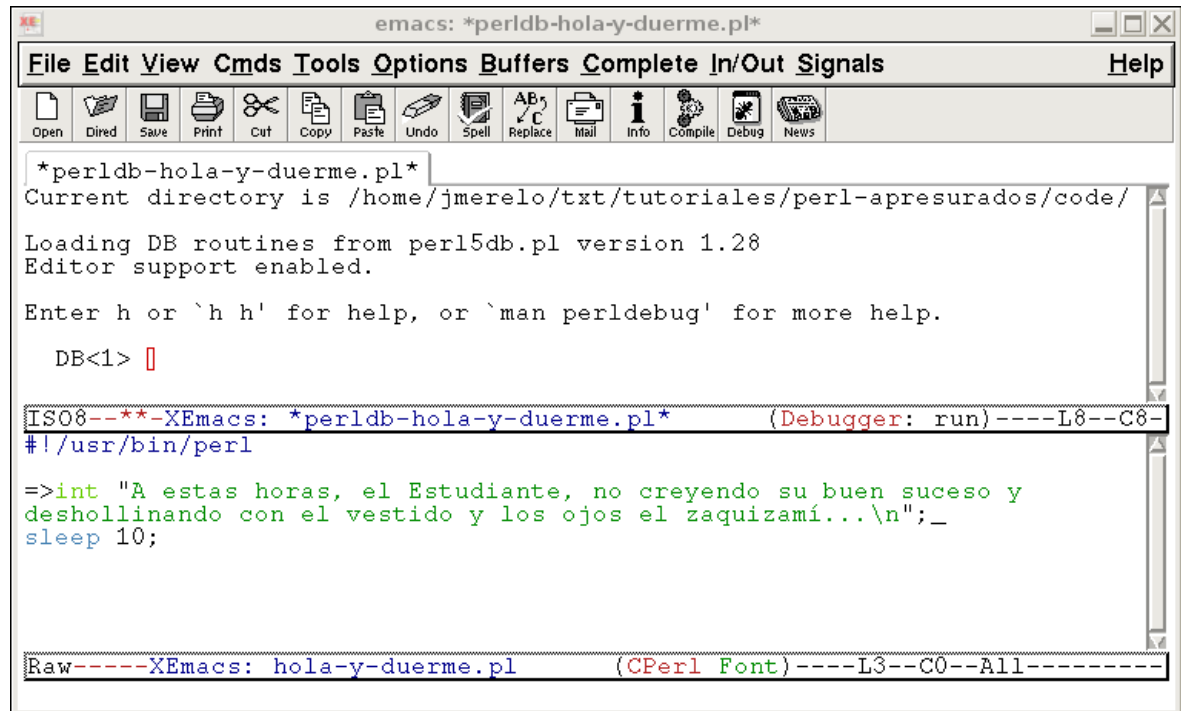 emacs: *perldb-hola-y-duerme.pl*
File Edit View Cmds Tools Options Buffers Complete In/Out Signals Help
Open Dired Save Print Cut Copy Paste Undo Spell Replace Mail Info Compile Debug News
*perldb-hola-y-duerme.pl*
Current directory is /home/jmerelo/txt/tutoriales/perl-apresurados/code/
Loading DB routines from perl5db.pl version 1.28
Editor support enabled.
Enter h or `h h' for help, or `man perldebug' for more help.
DB<1>
ISO8--**-XEmacs: *perldb-hola-y-duerme.pl* (Debugger: run)----L8--C8-
#!/usr/bin/perl
=>int "A estas horas, el Estudiante, no creyendo su buen suceso y
deshollinando con el vestido y los ojos el zaquizamí...\n";_
sleep 10;
Raw-----XEmacs: hola-y-duerme.pl (CPerl Font)----L3--C0--All---------